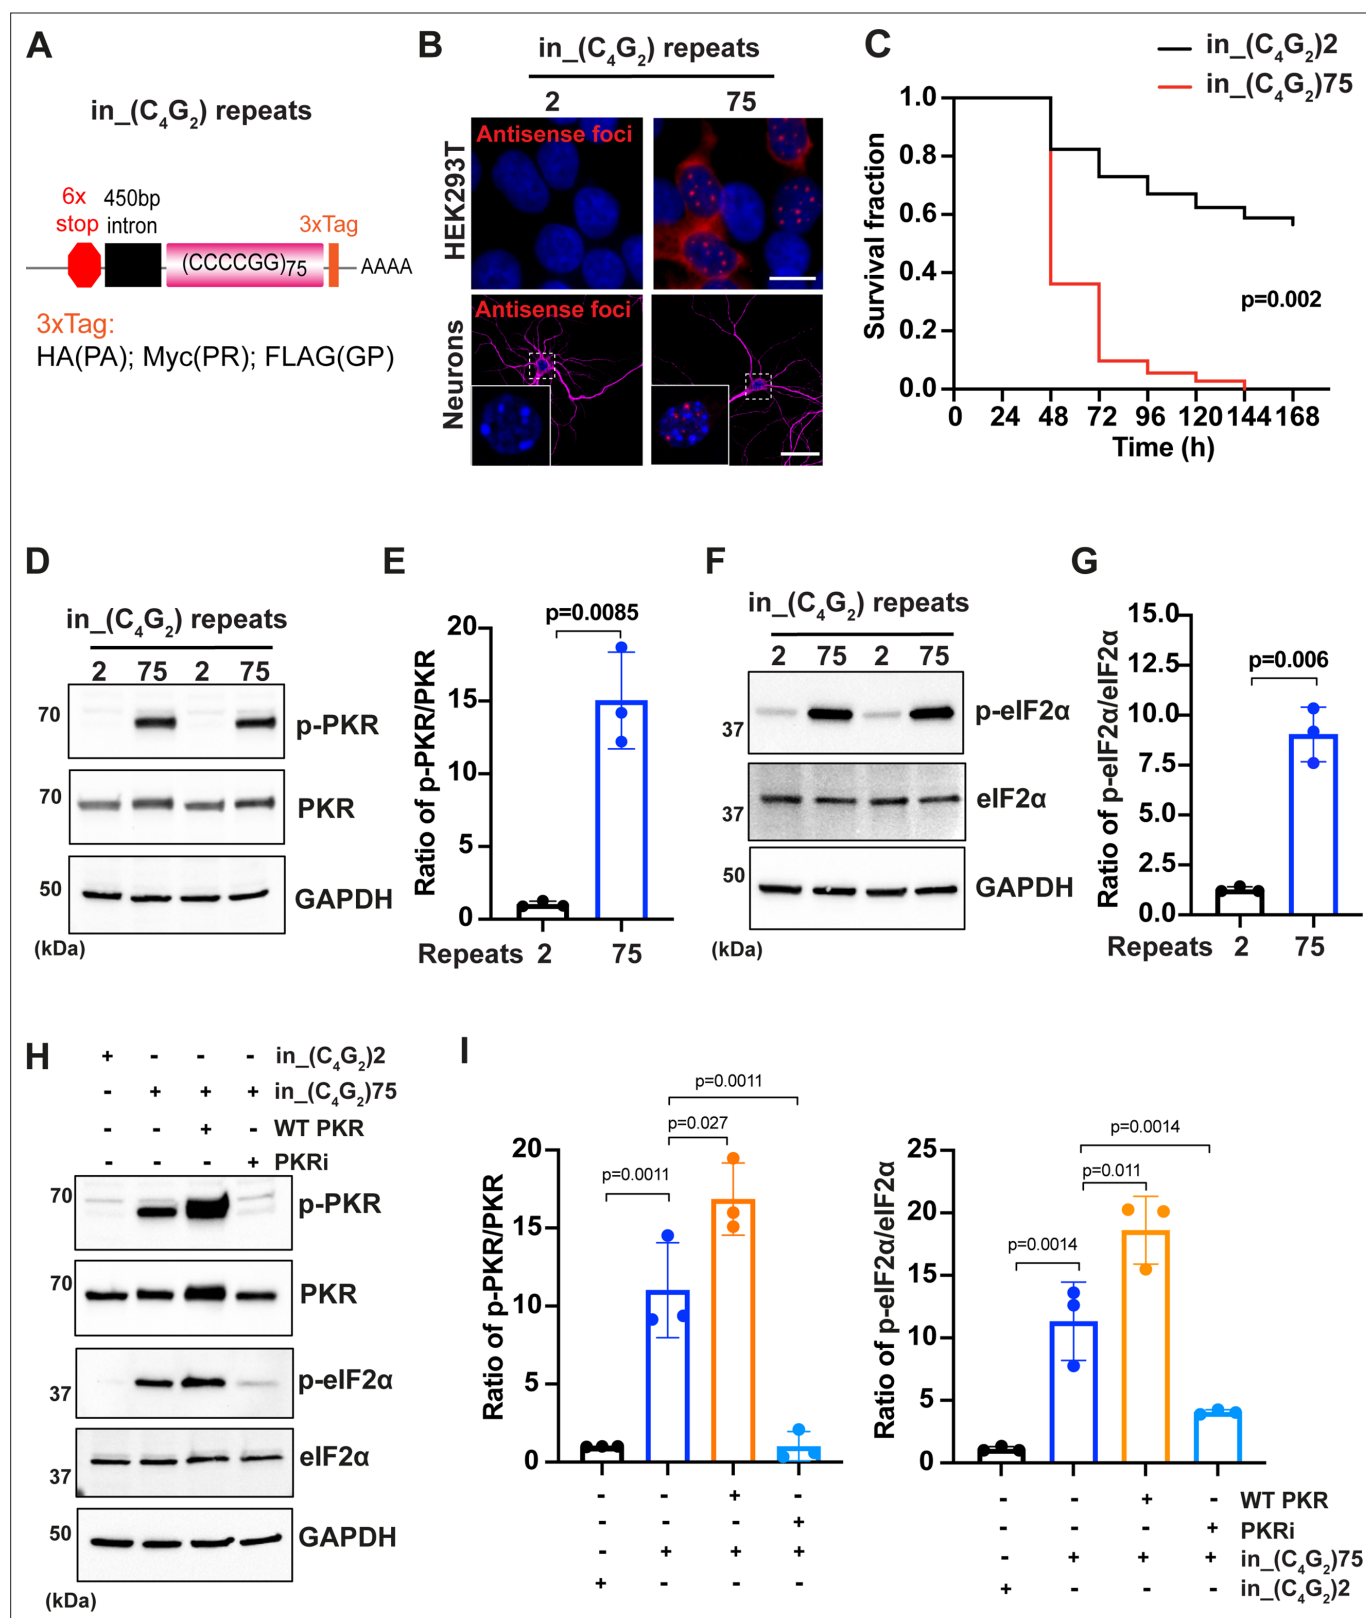 A
in_(C4G2) repeats
6x stop
450bp intron
3xTag
(CCCCGG)75
AAAA
3xTag:
HA(PA); Myc(PR); FLAG(GP)
B
in_(C4G2) repeats
2 75
Antisense foci
HEK293T
Antisense foci
Neurons
C
in_(C4G2)2
in_(C4G2)75
Survival fraction
1.0
0.8
0.6
0.4
0.2
0.0
p=0.002
0 24 48 72 96 120 144 168
Time (h)
D
in_(C4G2) repeats
2 75 2 75
70 p-PKR
70 PKR
50 GAPDH
(kDa)
E
Ratio of p-PKR/PKR
20
15
10
5
0
p=0.0085
Repeats 2 75
F
in_(C4G2) repeats
2 75 2 75
37 p-eIF2α
37 eIF2α
50 GAPDH
(kDa)
G
Ratio of p-eIF2α/eIF2α
15.0
12.5
10.0
7.5
5.0
2.5
0.0
p=0.006
Repeats 2 75
H
+ - - - in_(C4G2)2
- + + + in_(C4G2)75
- - + - WT PKR
- - - + PKRi
70 p-PKR
70 PKR
37 p-eIF2α
37 eIF2α
50 GAPDH
(kDa)
I
Ratio of p-PKR/PKR
20
15
10
5
0
p=0.0011
p=0.027
p=0.0011
- - + -
- - - +
- + + +
+ - - -
Ratio of p-eIF2α/eIF2α
25
20
15
10
5
0
p=0.0014
p=0.011
p=0.0014
- - + - WT PKR
- - - + PKRi
- + + + in_(C4G2)75
+ - - - in_(C4G2)2